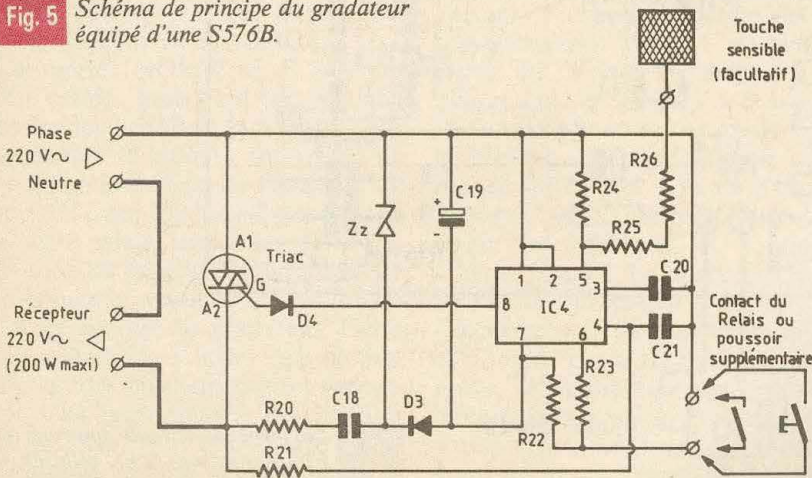 Fig. 5
Schéma de principe du gradateur
équipé d'une S576B.
Touche
sensible
(facultatif)
Phase
220 V~
Neutre
R26
R24
C19
+
-
R25
Zz
A1
Triac
G
A2
D4
1
2
5
3
8
IC4
4
7
6
C20
C21
Récepteur
220 V~
(200 W maxi)
Contact du
Relais ou
poussoir
supplémentaire
R23
C18
D3
R20
R22
R21